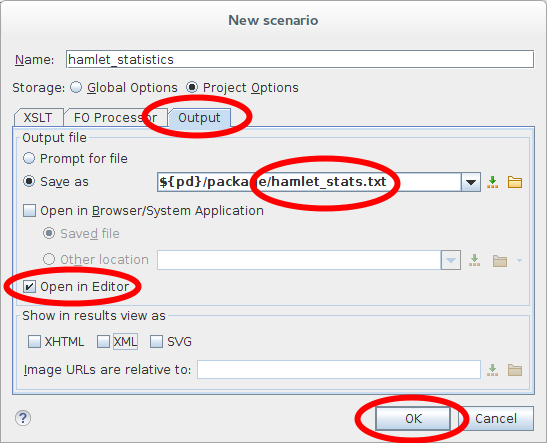 New scenario
Name: hamlet_statistics
Storage: Global Options Project Options
XSLT FO Processor Output
Output file
Prompt for file
Save as ${pd}/package/hamlet_stats.txt
Open in Browser/System Application
Saved file
Other location
Open in Editor
Show in results view as
XHTML XML SVG
Image URLs are relative to:
? OK Cancel